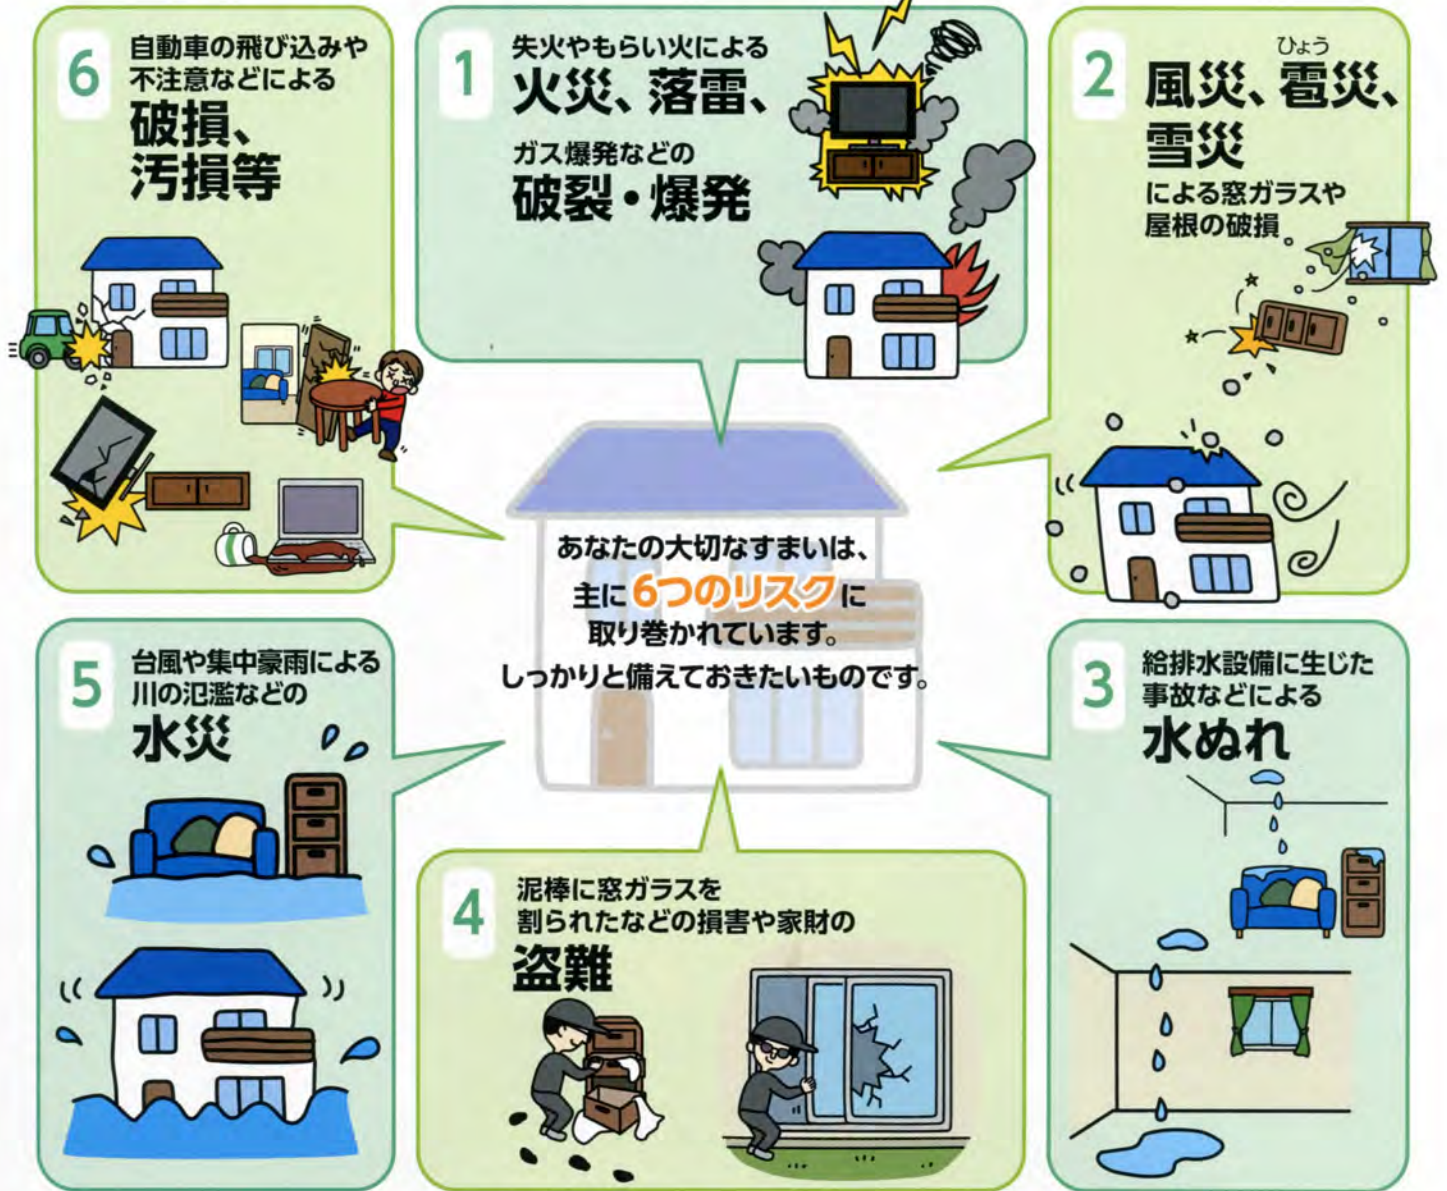 1
失火やもらい火による
火災、落雷、
ガス爆発などの
破裂・爆発
2
ひょう
風災、雹災、
雪災
による窓ガラスや
屋根の破損。
3
給排水設備に生じた
事故などによる
水ぬれ
4
泥棒に窓ガラスを
割られたなどの損害や家財の
盗難
5
台風や集中豪雨による
川の氾濫などの
水災
6
自動車の飛び込みや
不注意などによる
破損、
汚損等
あなたの大切なすまいは、
主に6つのリスクに
取り巻かれています。
しっかりと備えておきたいものです。